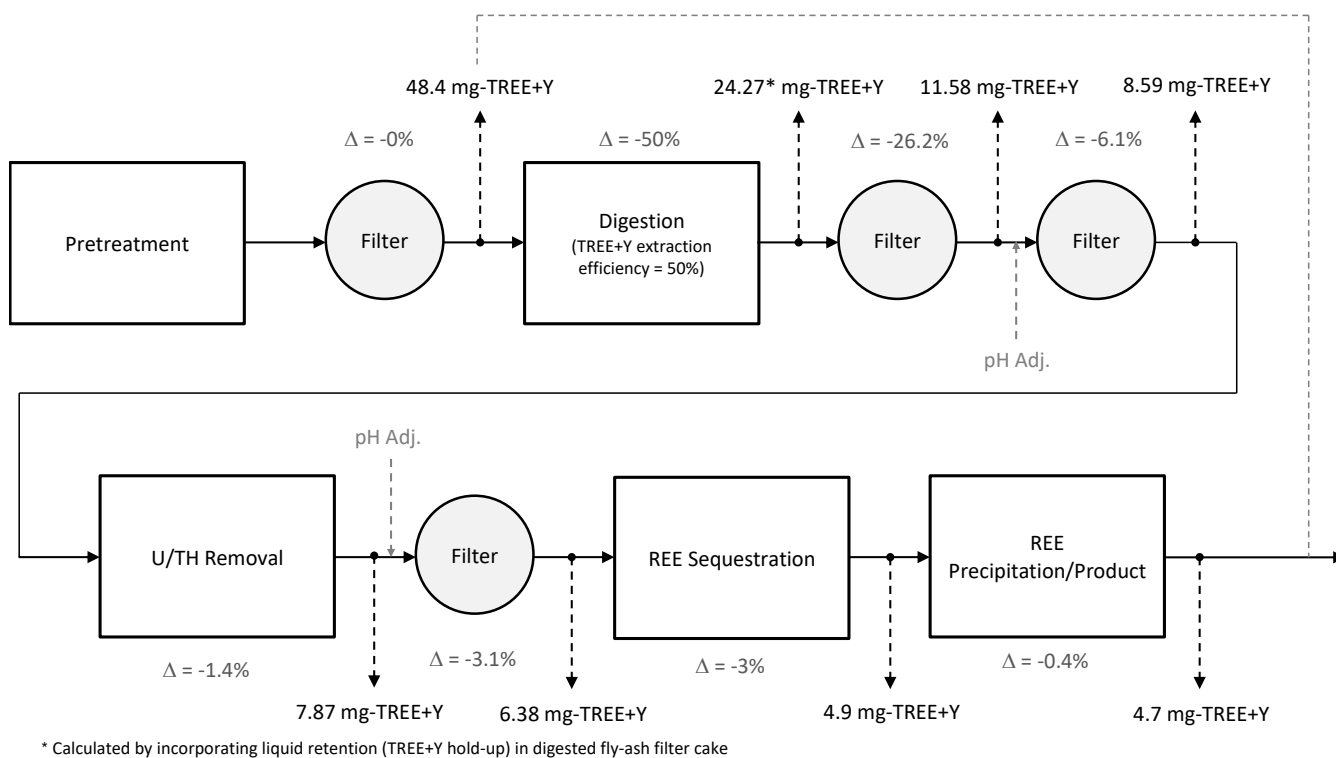 48.4 mg-TREE+Y
24.27* mg-TREE+Y
11.58 mg-TREE+Y
8.59 mg-TREE+Y
Δ = -0%
Δ = -50%
Δ = -26.2%
Δ = -6.1%
Pretreatment
Filter
Digestion
(TREE+Y extraction
efficiency = 50%)
Filter
Filter
pH Adj.
pH Adj.
U/TH Removal
Filter
REE Sequestration
REE
Precipitation/Product
Δ = -1.4%
Δ = -3.1%
Δ = -3%
Δ = -0.4%
7.87 mg-TREE+Y
6.38 mg-TREE+Y
4.9 mg-TREE+Y
4.7 mg-TREE+Y
* Calculated by incorporating liquid retention (TREE+Y hold-up) in digested fly-ash filter cake